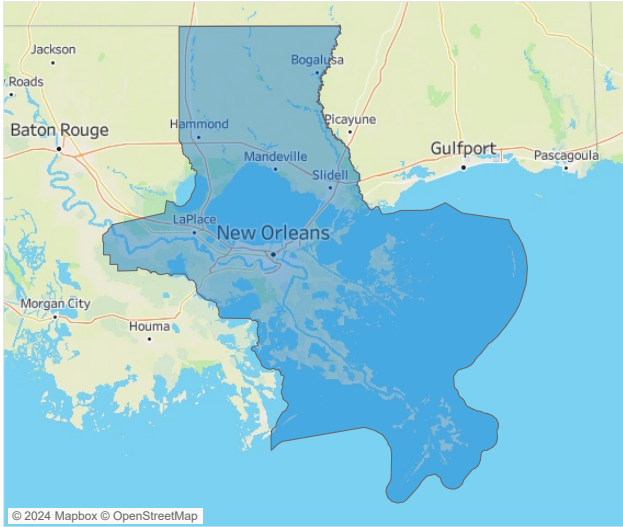 Jackson
Bogalusa
Roads
Hammond
Picayune
Baton Rouge
Gulfport
Mandeville
Pascagoula
Slidell
LaPlace
New Orleans
Morgan City
Houma
© 2024 Mapbox © OpenStreetMap